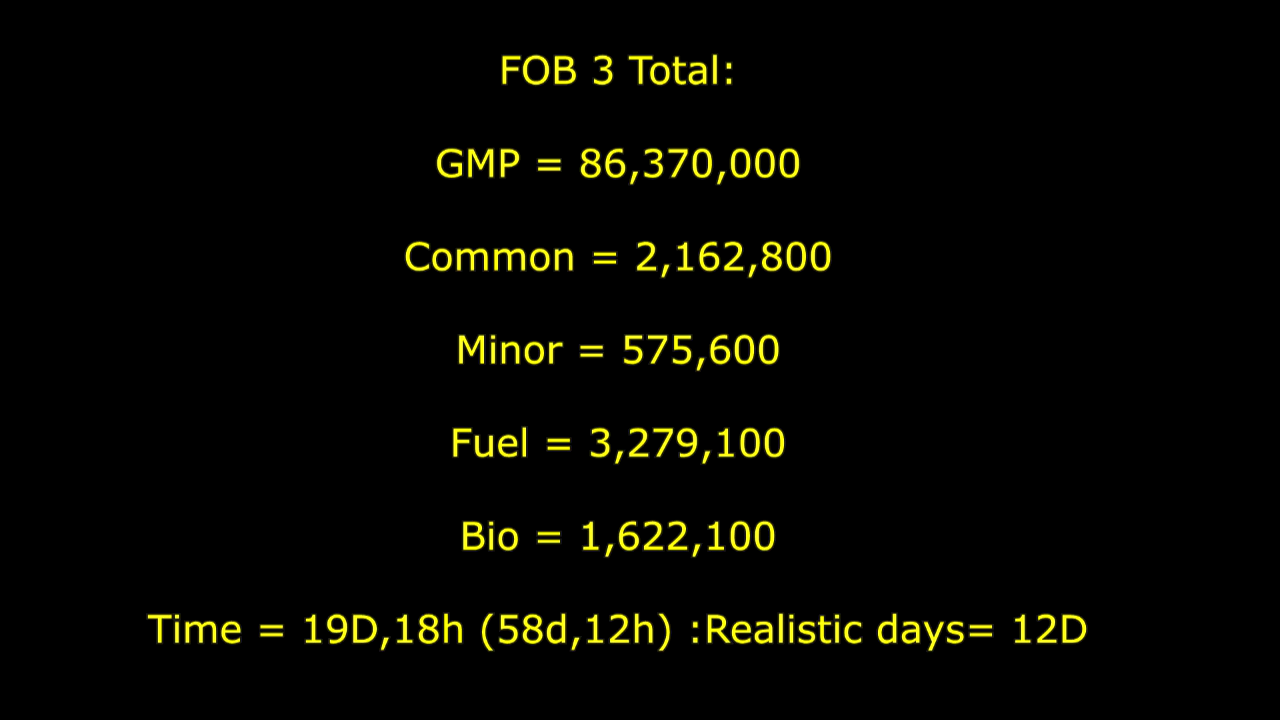 FOB 3 Total:
GMP = 86,370,000
Common = 2,162,800
Minor = 575,600
Fuel = 3,279,100
Bio = 1,622,100
Time = 19D,18h (58d,12h) :Realistic days= 12D